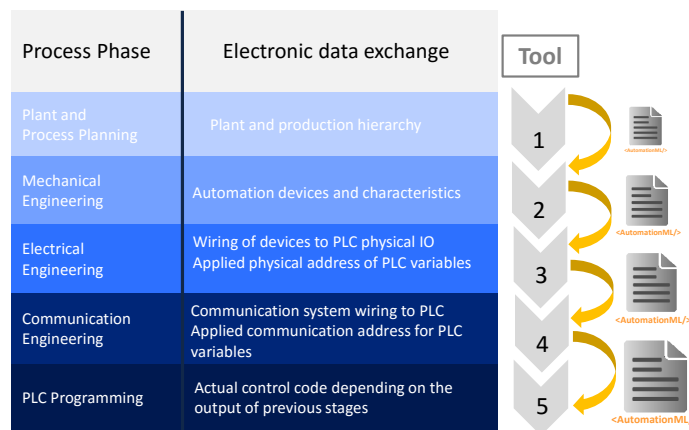 Process Phase
Electronic data exchange
Tool
Plant and
Process Planning
Plant and production hierarchy
1
<AutomationML/>
Mechanical
Engineering
Automation devices and characteristics
2
<AutomationML/>
Electrical
Engineering
Wiring of devices to PLC physical IO
Applied physical address of PLC variables
3
<AutomationML/>
Communication
Engineering
Communication system wiring to PLC
Applied communication address for PLC
variables
4
PLC Programming
Actual control code depending on the
output of previous stages
5
<AutomationML/>